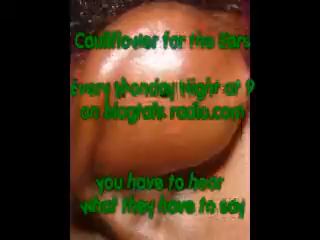 Cauliflower for the Ears
Every Monday Night at 9
on blogtalk radio.com
you have to hear
what they have to say